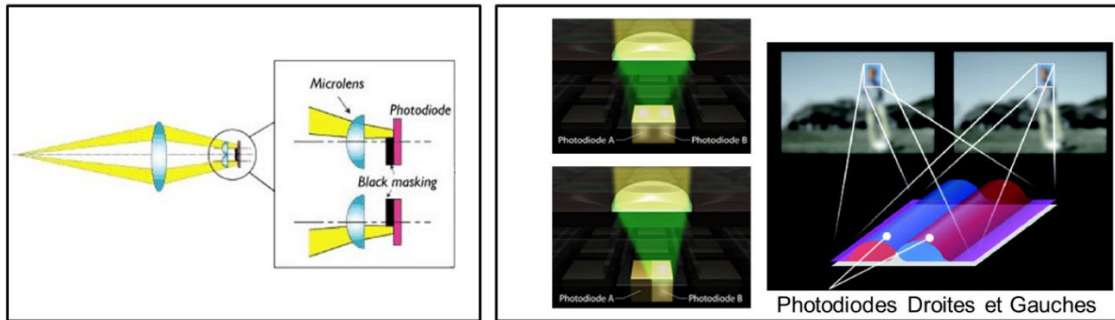 Microlens
Photodiode
Black masking
Photodiode A
Photodiode B
Photodiode A
Photodiode B
Photodiodes Droites et Gauches